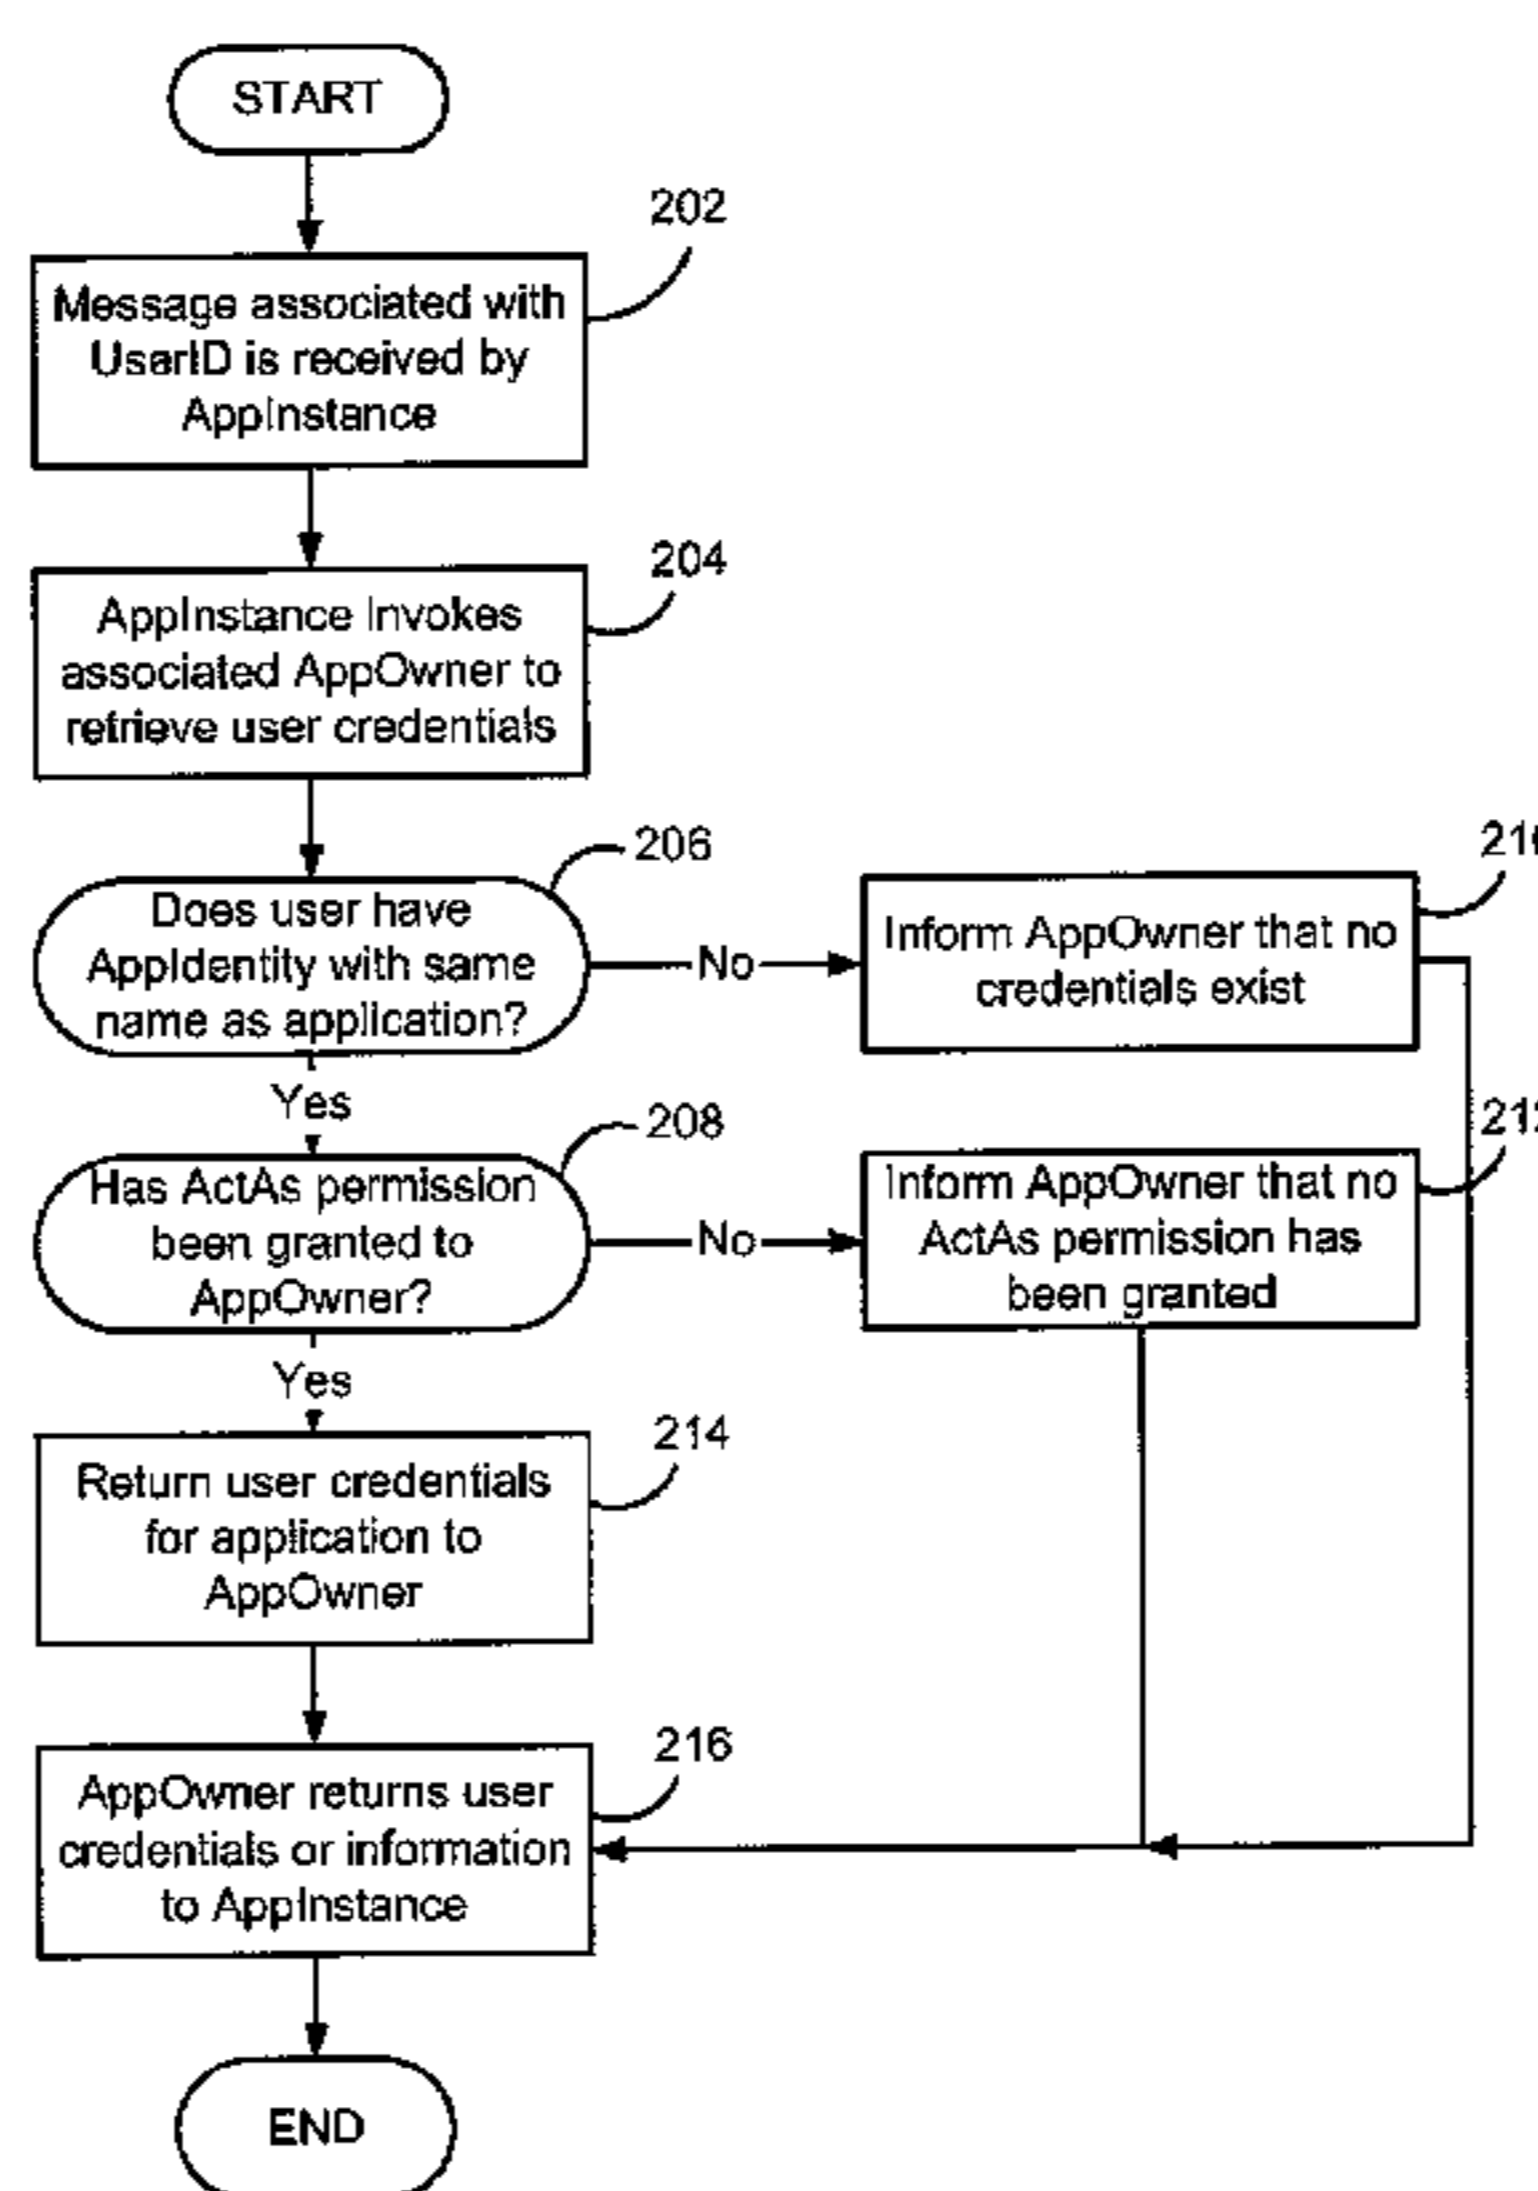 START
202
Message associated with
UserID is received by
AppInstance
204
AppInstance Invokes
associated AppOwner to
retrieve user credentials
206
Does user have
AppIdentity with same
name as application?
No
Inform AppOwner that no
credentials exist
Yes
208
Has ActAs permission
been granted to
AppOwner?
No
Inform AppOwner that no
ActAs permission has
been granted
Yes
214
Return user credentials
for application to
AppOwner
216
AppOwner returns user
credentials or information
to AppInstance
END